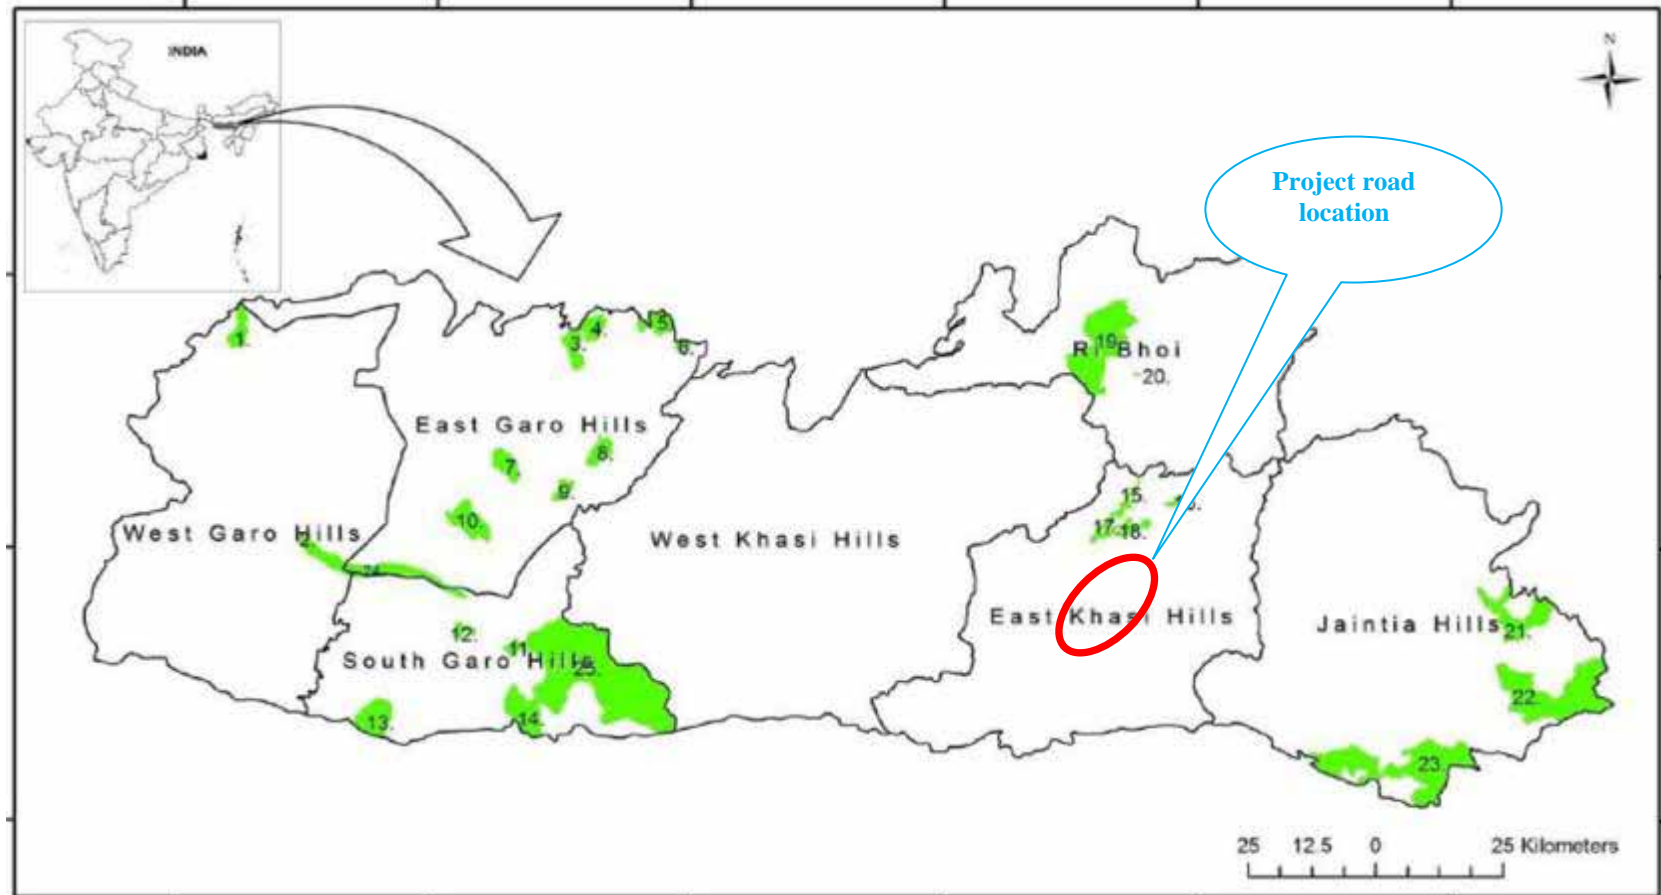 INDIA
N
Project road
location
1.
3.
4.
5.
6.
19.
Ri Bhoi
20.
East Garo Hills
7.
8.
9.
10.
15.
17.
18.
West Garo Hills
2.
24.
West Khasi Hills
East Khasi Hills
Jaintia Hills
21.
12.
11.
South Garo Hills
25.
22.
13.
14.
23.
25 12.5 0 25 Kilometers